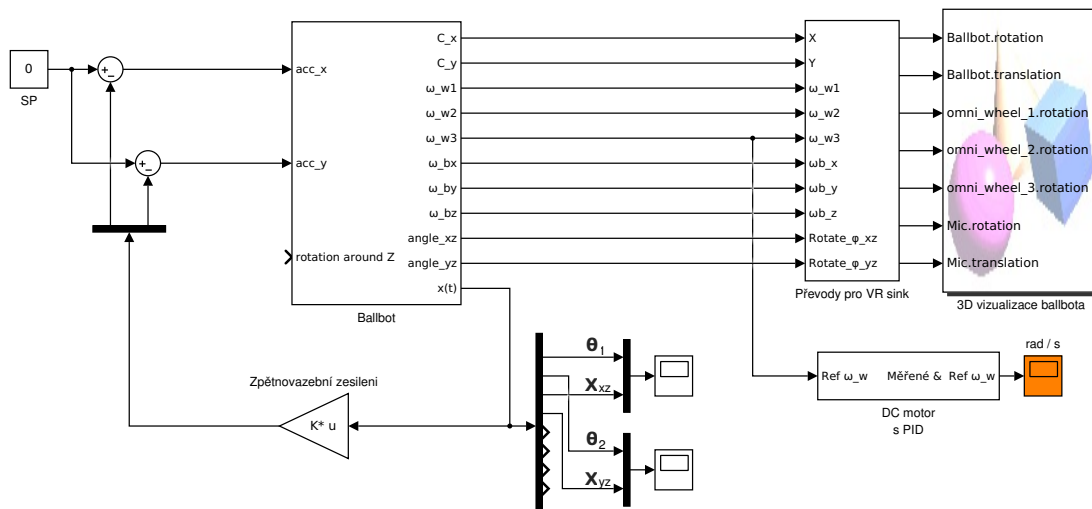 0
SP
acc_x
acc_y
rotation around Z
C_x
C_y
ω_w1
ω_w2
ω_w3
ω_bx
ω_by
ω_bz
angle_xz
angle_yz
x(t)
Ballbot
X
Y
ω_w1
ω_w2
ω_w3
ωb_x
ωb_y
ωb_z
Rotate_φ_xz
Rotate_φ_yz
Převody pro VR sink
Ballbot.rotation
Ballbot.translation
omni_wheel_1.rotation
omni_wheel_2.rotation
omni_wheel_3.rotation
Mic.rotation
Mic.translation
3D vizualizace ballbota
Zpětnovazební zesileni
K* u
θ1
Xxz
θ2
Xyz
Ref ω_w
Měřené & Ref ω_w
DC motor
s PID
rad / s